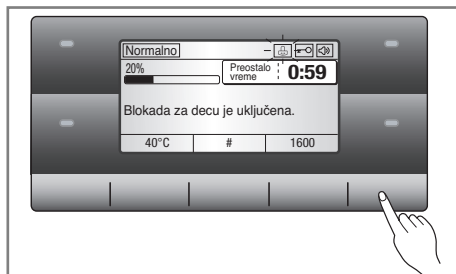 Normalno
20%
Preostalo
vreme
0:59
Blokada za decu je uključena.
40°C
#
1600